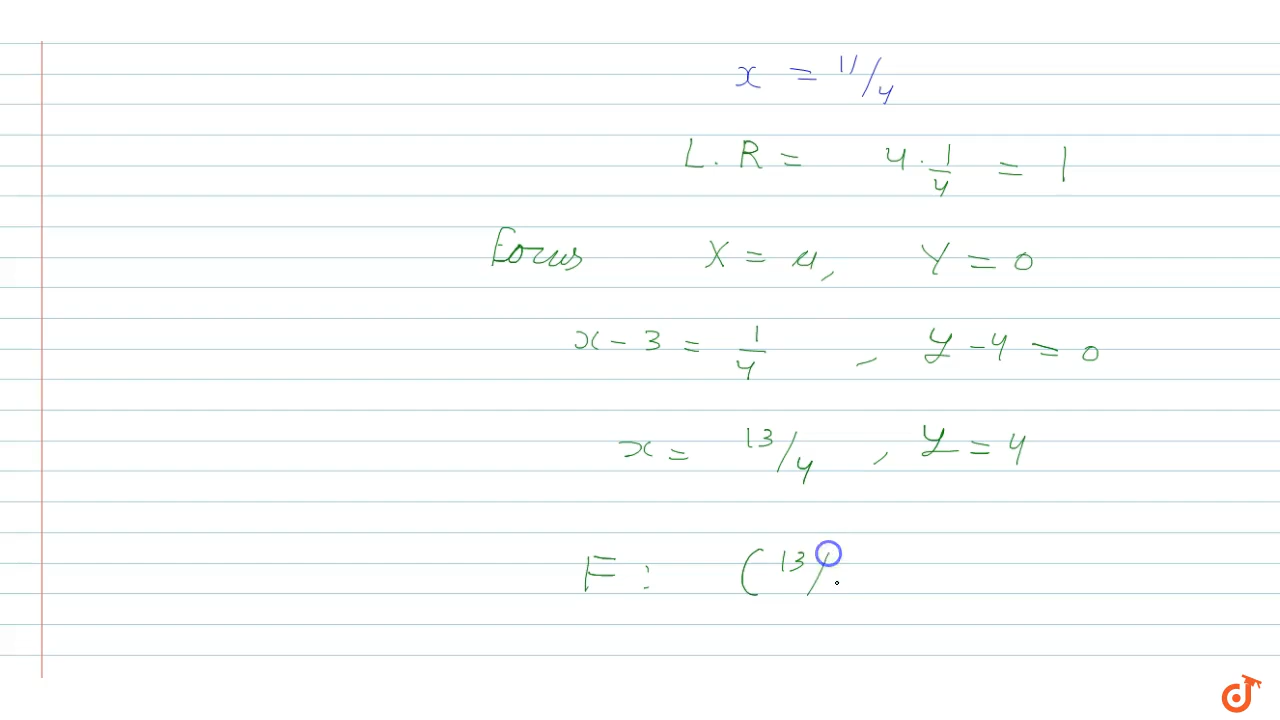 x = 11/4
L. R = 4 . 1/4 = 1
Focus X = a, Y = 0
x - 3 = 1/4 , y - 4 = 0
x = 13/4 , y = 4
F : (13/